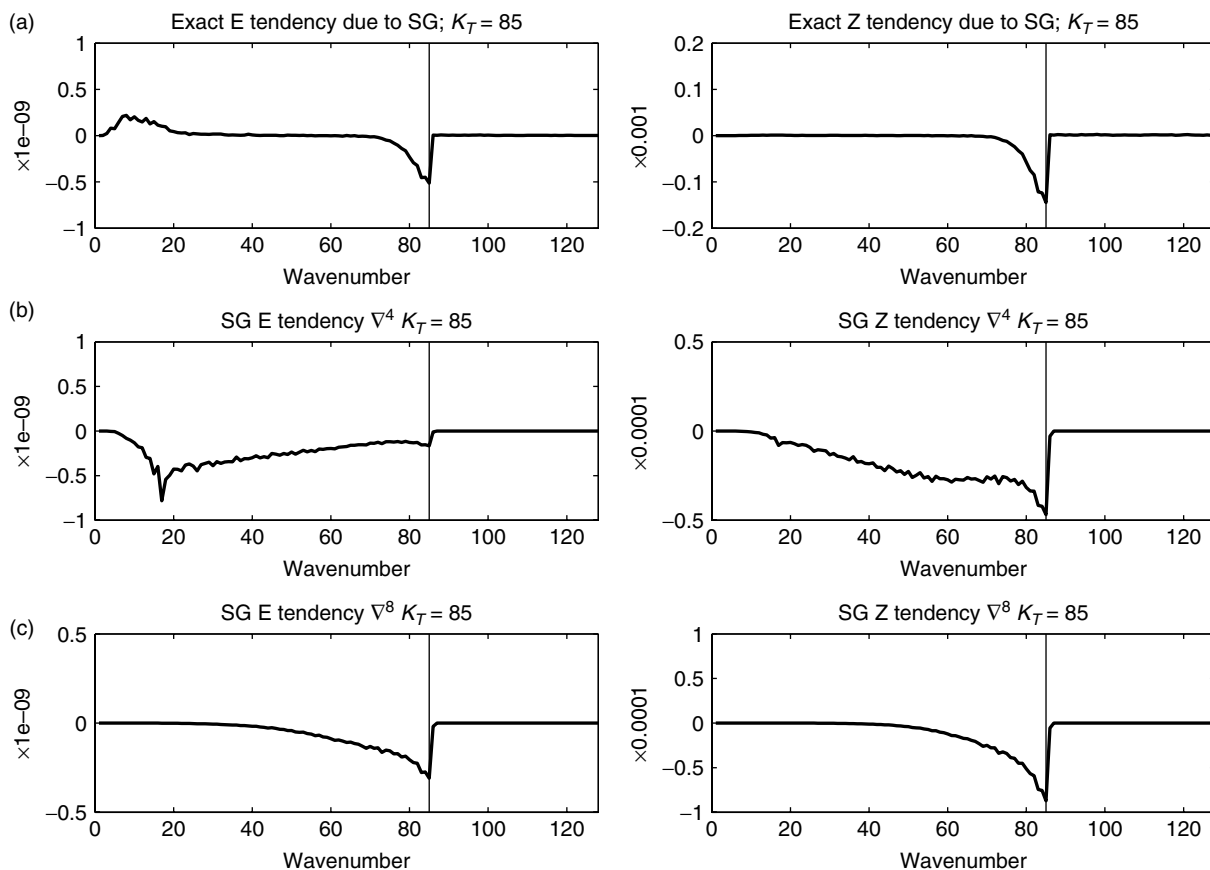 (a)
Exact E tendency due to SG; K_T = 85
1
0.5
0
−0.5
−1
×1e−09
0 20 40 60 80 100 120
Wavenumber
Exact Z tendency due to SG; K_T = 85
0.2
0.1
0
−0.1
−0.2
×0.001
0 20 40 60 80 100 120
Wavenumber
(b)
SG E tendency ∇⁴ K_T = 85
1
0.5
0
−0.5
−1
×1e−09
0 20 40 60 80 100 120
Wavenumber
SG Z tendency ∇⁴ K_T = 85
0.5
0
−0.5
×0.0001
0 20 40 60 80 100 120
Wavenumber
(c)
SG E tendency ∇⁸ K_T = 85
0.5
0
−0.5
×1e−09
0 20 40 60 80 100 120
Wavenumber
SG Z tendency ∇⁸ K_T = 85
1
0.5
0
−0.5
−1
×0.0001
0 20 40 60 80 100 120
Wavenumber